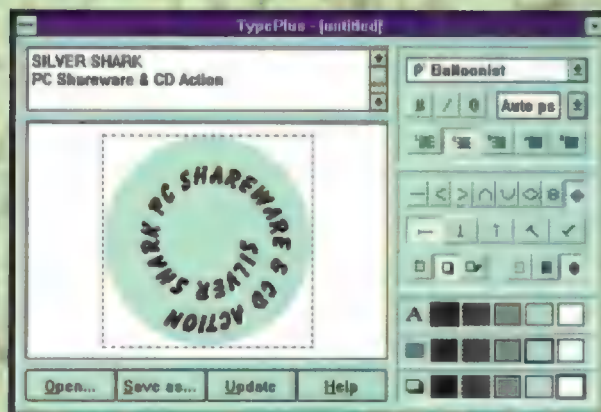 TypePlus - [untitled]
SILVER SHARK
PC Shareware & CD Action
Balloonist
B / O Auto ps
PC SHAREWARE & CD ACTION
SILVER SHARK
A
Open... Save as... Update Help